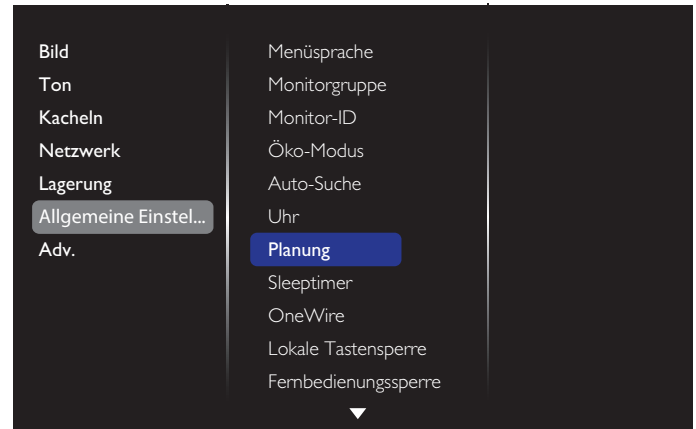 Bild
Ton
Kacheln
Netzwerk
Lagerung
Allgemeine Einstel...
Adv.
Menüsprache
Monitorgruppe
Monitor-ID
Öko-Modus
Auto-Suche
Uhr
Planung
Sleeptimer
OneWire
Lokale Tastensperre
Fernbedienungssperre